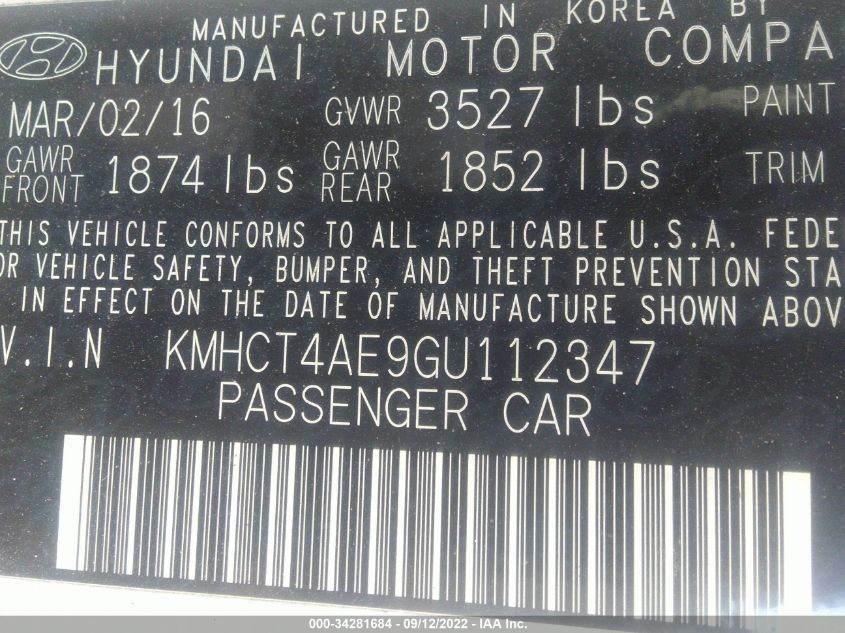 MANUFACTURED IN KOREA BY
HYUNDAI MOTOR COMPA
MAR/02/16 GVWR 3527 lbs PAINT
GAWR FRONT 1874 lbs GAWR REAR 1852 lbs TRIM
THIS VEHICLE CONFORMS TO ALL APPLICABLE U.S.A. FEDE
OR VEHICLE SAFETY, BUMPER, AND THEFT PREVENTION STA
IN EFFECT ON THE DATE OF MANUFACTURE SHOWN ABOV
V.I.N KMHCT4AE9GU112347
PASSENGER CAR
000-34281684 - 09/12/2022 - IAA Inc.